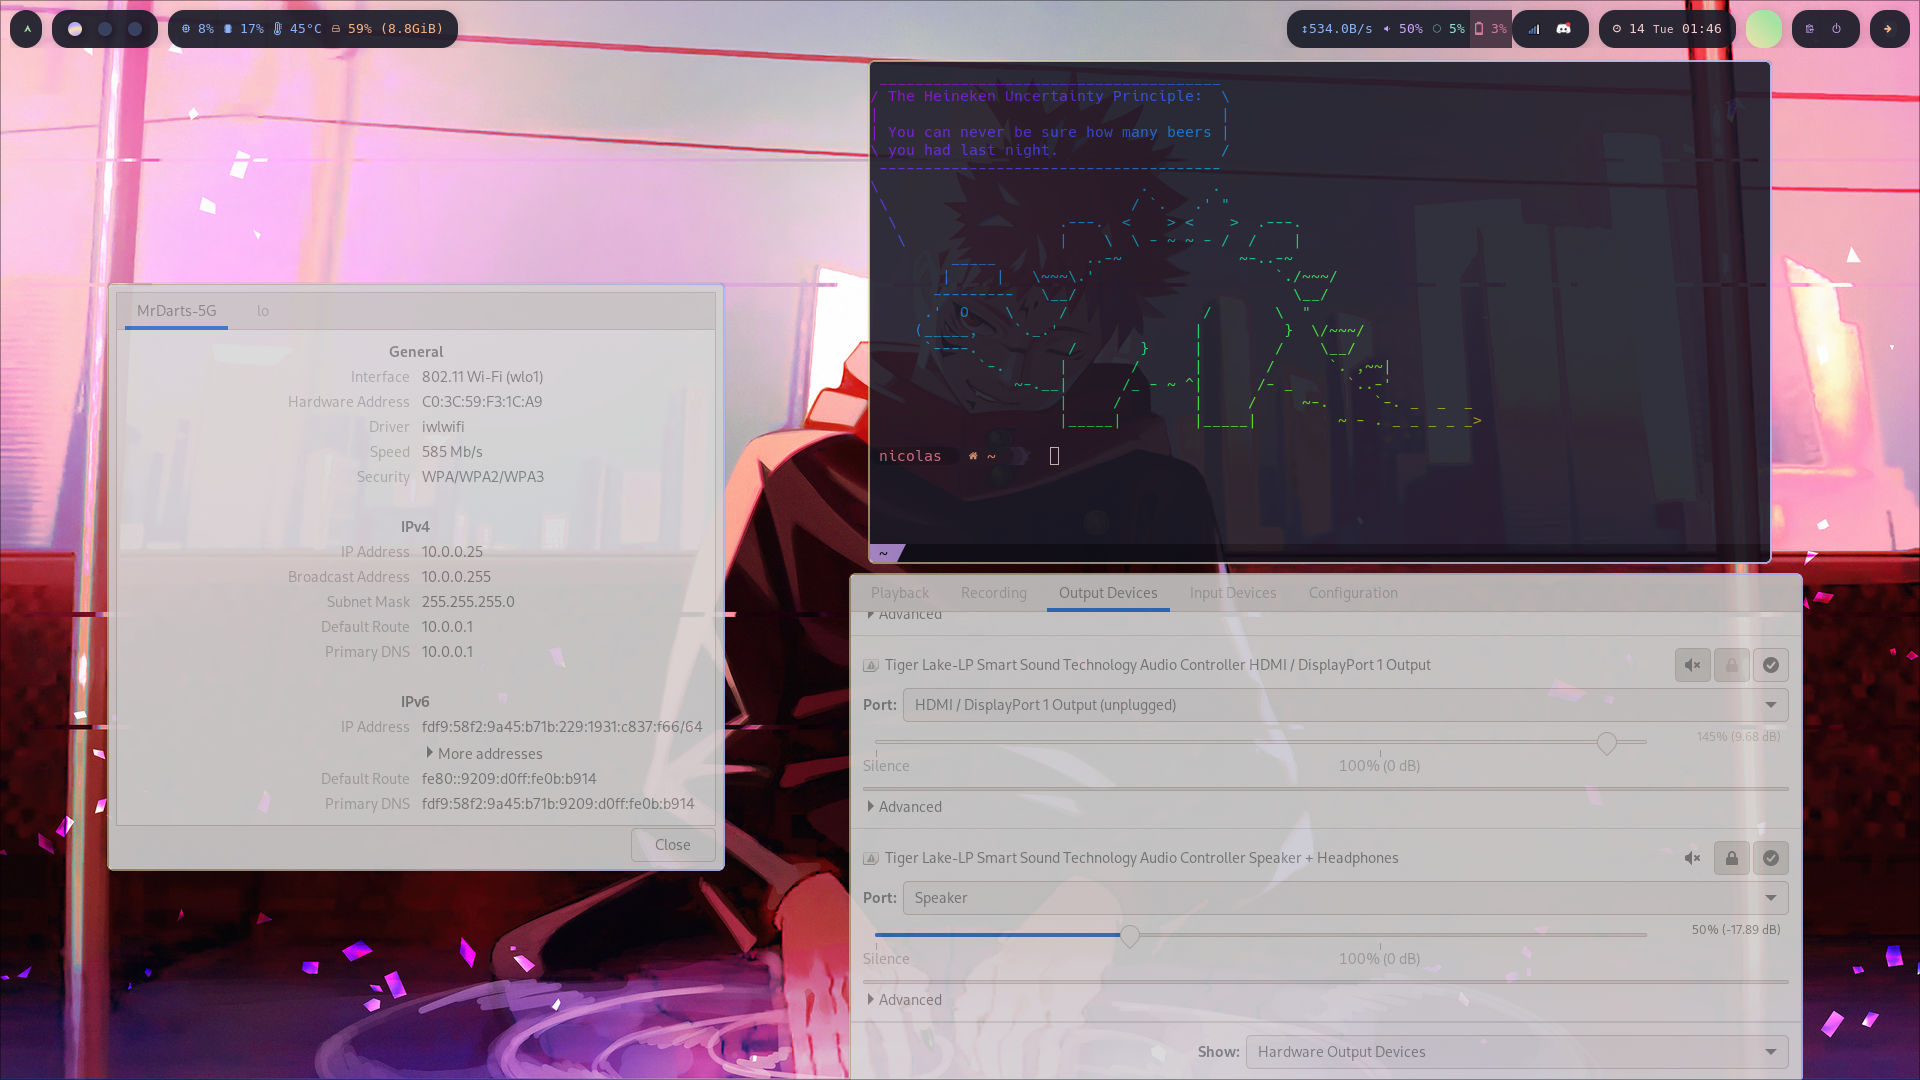 8% 17% 45°C 59% (8.8GiB)
↕534.0B/s 50% 5% 3%
14 Tue 01:46
/ The Heineken Uncertainty Principle: \
| |
| You can never be sure how many beers |
\ you had last night. /
nicolas ~
~
MrDarts-5G lo
General
Interface 802.11 Wi-Fi (wlo1)
Hardware Address C0:3C:59:F3:1C:A9
Driver iwlwifi
Speed 585 Mb/s
Security WPA/WPA2/WPA3
IPv4
IP Address 10.0.0.25
Broadcast Address 10.0.0.255
Subnet Mask 255.255.255.0
Default Route 10.0.0.1
Primary DNS 10.0.0.1
IPv6
IP Address fdf9:58f2:9a45:b71b:229:1931:c837:f66/64
More addresses
Default Route fe80::9209:d0ff:fe0b:b914
Primary DNS fdf9:58f2:9a45:b71b:9209:d0ff:fe0b:b914
Close
Playback Recording Output Devices Input Devices Configuration
Advanced
Tiger Lake-LP Smart Sound Technology Audio Controller HDMI / DisplayPort 1 Output
Port: HDMI / DisplayPort 1 Output (unplugged)
145% (9.68 dB)
Silence 100% (0 dB)
Advanced
Tiger Lake-LP Smart Sound Technology Audio Controller Speaker + Headphones
Port: Speaker
50% (-17.89 dB)
Silence 100% (0 dB)
Advanced
Show: Hardware Output Devices